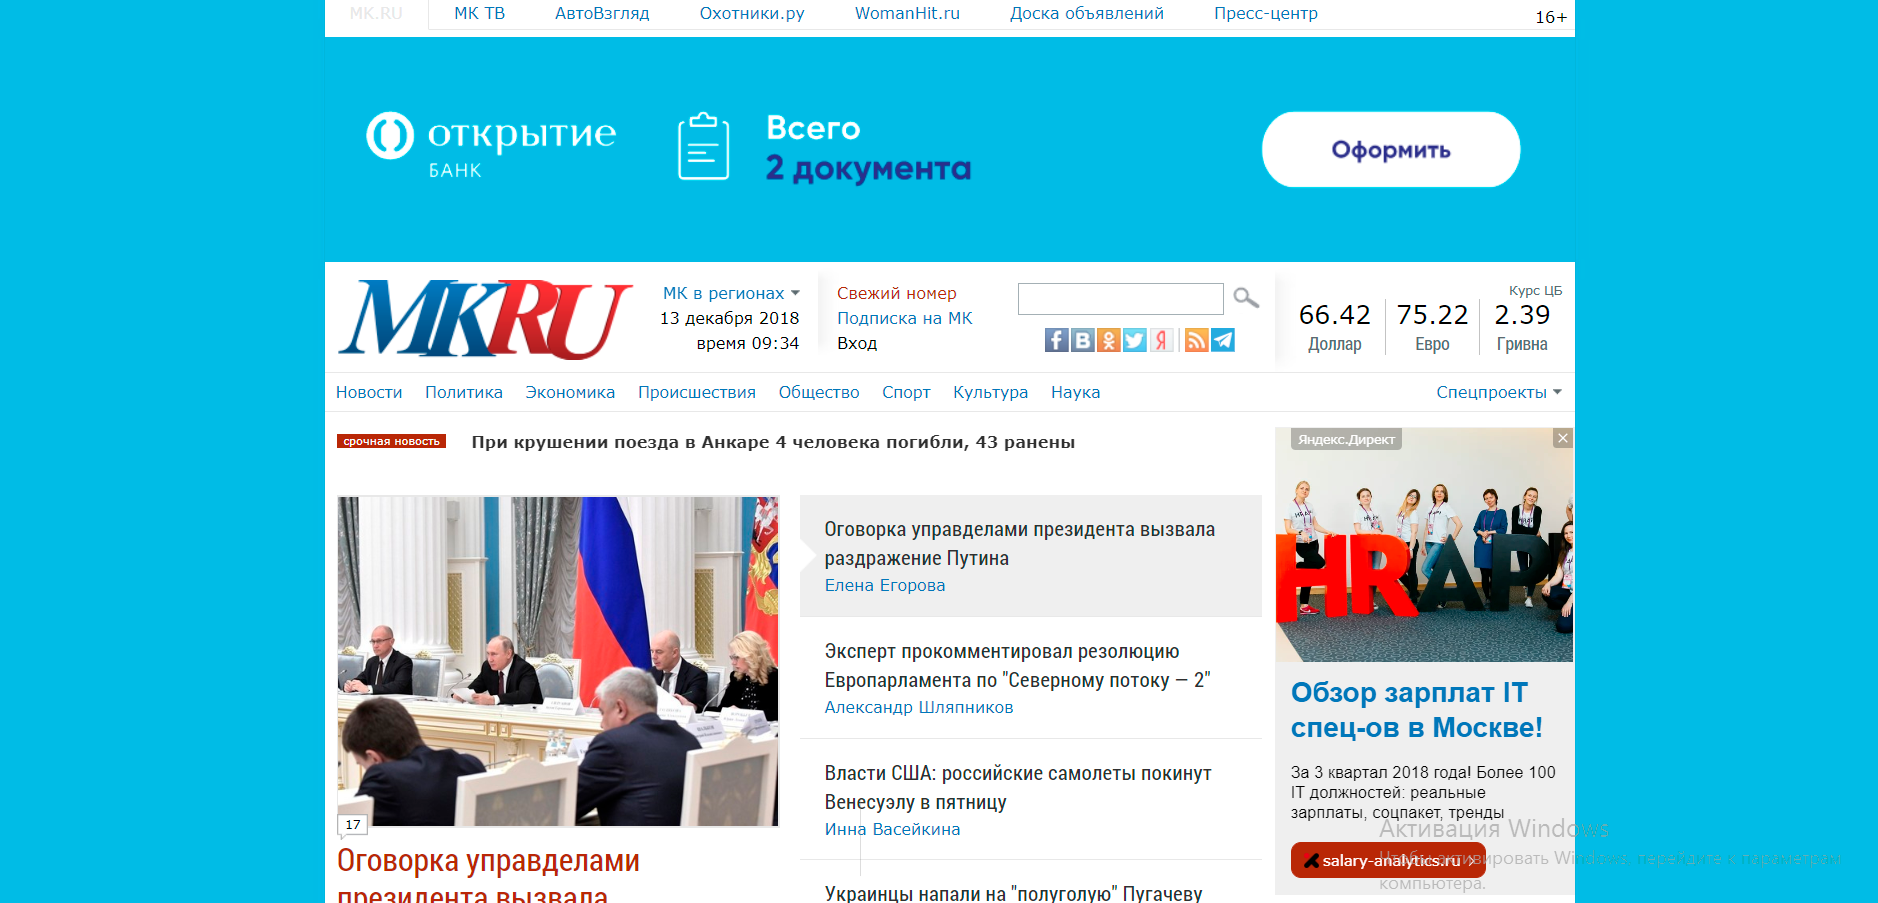 MK.RU
МК ТВ
АвтоВзгляд
Охотники.ру
WomanHit.ru
Доска объявлений
Пресс-центр
16+
открытие
БАНК
Всего
2 документа
Оформить
MKRU
МК в регионах
13 декабря 2018
время 09:34
Свежий номер
Подписка на МК
Вход
Курс ЦБ
66.42
Доллар
75.22
Евро
2.39
Гривна
Новости
Политика
Экономика
Происшествия
Общество
Спорт
Культура
Наука
Спецпроекты
срочная новость
При крушении поезда в Анкаре 4 человека погибли, 43 ранены
17
Оговорка управделами
президента вызвала
Оговорка управделами президента вызвала
раздражение Путина
Елена Егорова
Эксперт прокомментировал резолюцию
Европарламента по "Северному потоку — 2"
Александр Шляпников
Власти США: российские самолеты покинут
Венесуэлу в пятницу
Инна Васейкина
Украинцы напали на "полуголую" Пугачеву
Яндекс.Директ
HRAP
Обзор зарплат IT
спец-ов в Москве!
За 3 квартал 2018 года! Более 100
IT должностей: реальные
зарплаты, соцпакет, тренды
salary-analytics.ru
Активация Windows
Чтобы активировать Windows, перейдите к параметрам
компьютера.